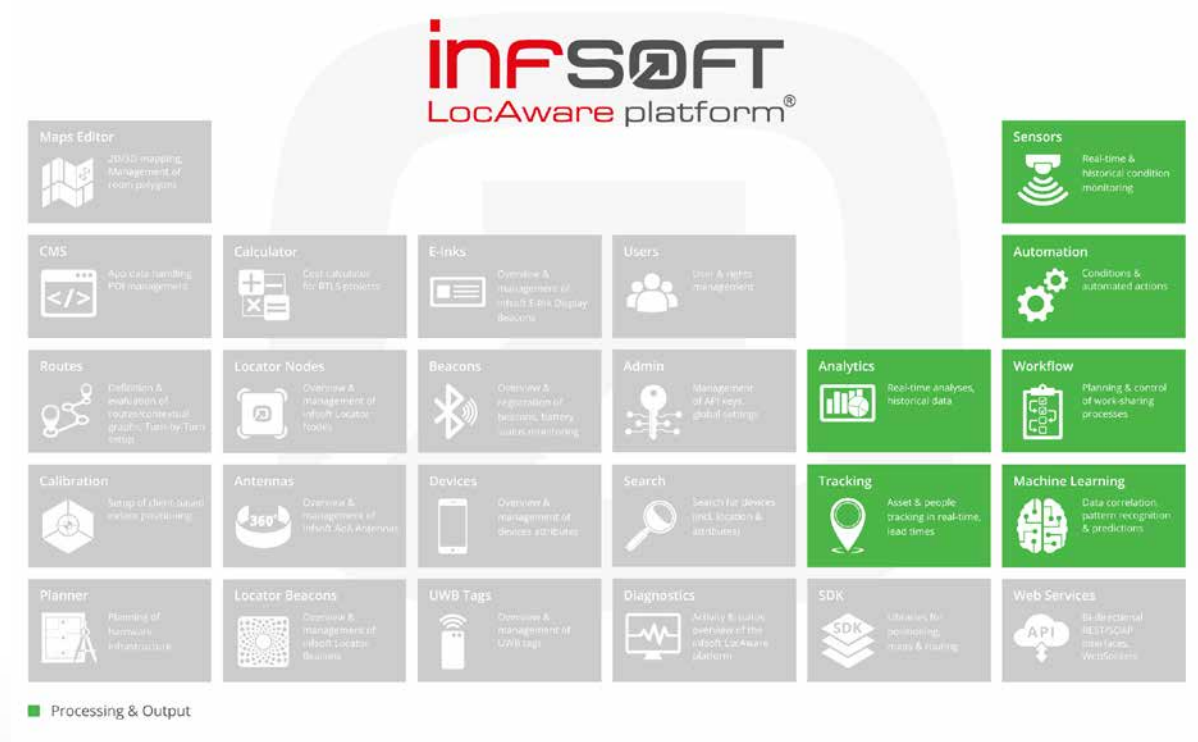 infsoft
LocAware platform®
Maps Editor
2D/3D mapping,
Management of
room polygons
Sensors
Real-time &
historical condition
monitoring
CMS
App data handling
POI management
</>
Calculator
Cost calculator
for RTLS projects
E-Inks
Overview &
management of
infsoft E-Ink Display
Beacons
Users
User & rights
management
Automation
Conditions &
automated actions
Routes
Definition &
evaluation of
routes/contextual
graphs, Turn-by-Turn
setup
Locator Nodes
Overview &
management of
infsoft Locator
Nodes
Beacons
Overview &
registration of
beacons, battery
status monitoring
Admin
Management
of API keys,
global settings
Analytics
Real-time analyses,
historical data
Workflow
Planning & control
of work-sharing
processes
Calibration
Setup of client-based
indoor positioning
Antennas
360°
Overview &
management of
infsoft AoA Antennas
Devices
Overview &
management of
devices attributes
Search
Search for devices
(incl. location &
attributes)
Tracking
Asset & people
tracking in real-time,
lead times
Machine Learning
Data correlation,
pattern recognition
& predictions
Planner
Planning of
hardware
infrastructure
Locator Beacons
Overview &
management of
infsoft Locator
Beacons
UWB Tags
Overview &
management of
UWB tags
Diagnostics
Activity & status
overview of the
infsoft LocAware
platform
SDK
SDK
Libraries for
positioning,
maps & routing
Web Services
API
Bi-directional
REST/SOAP
interfaces,
WebSockets
Processing & Output